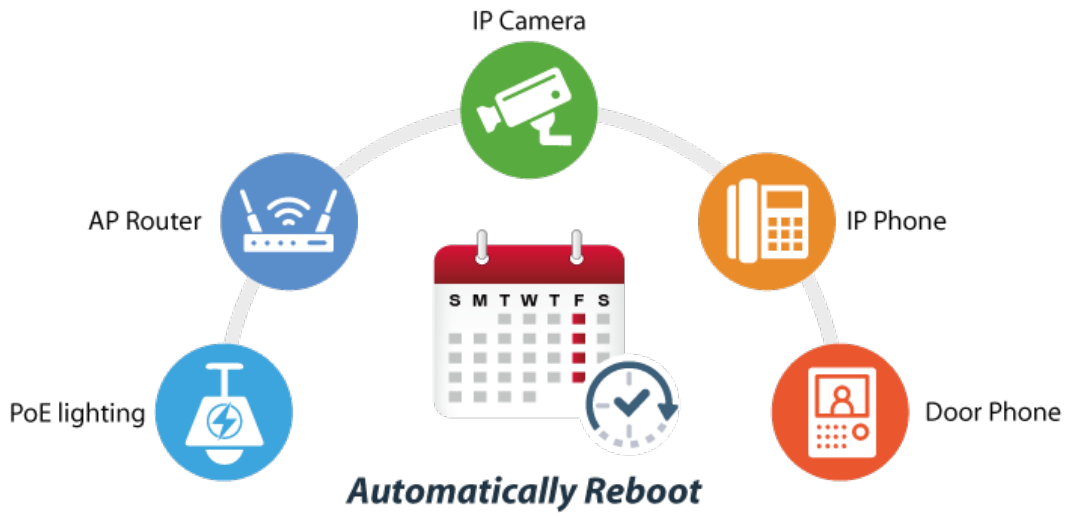 IP Camera
AP Router
IP Phone
S M T W T F S
PoE lighting
Door Phone
Automatically Reboot